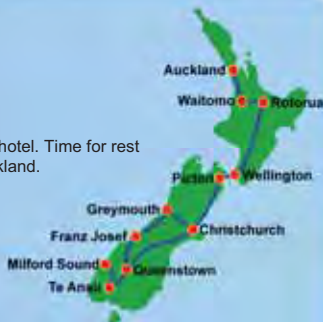 Auckland
Waitomo
Rotorua
hotel. Time for rest
kland.
Picton
Wellington
Greymouth
Christchurch
Franz Josef
Milford Sound
Queenstown
Te Anau